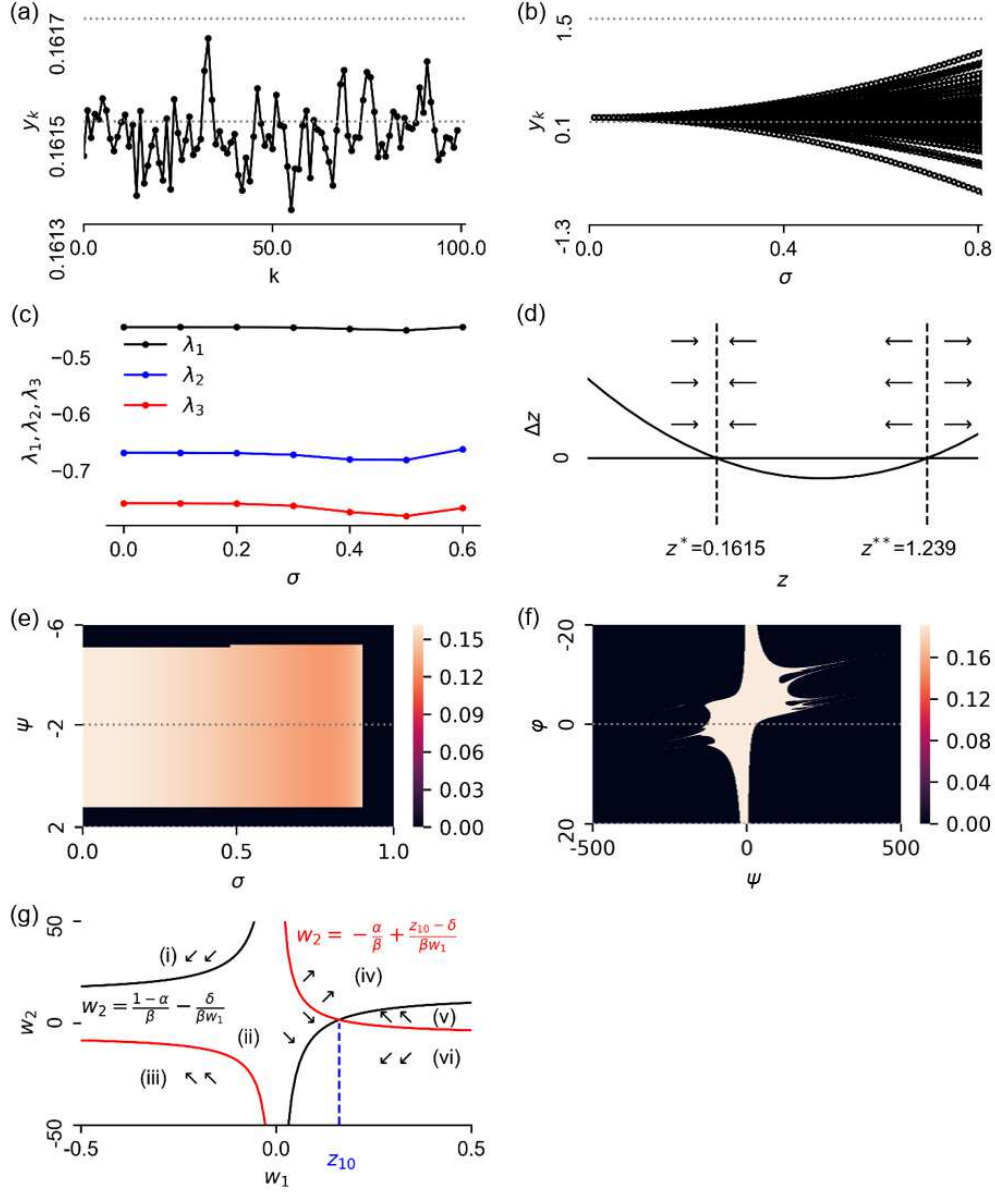 (a)
0.1617
0.1615
0.1613
y_k
0.0
50.0
100.0
k
(b)
1.5
0.1
-1.3
y_k
0.0
0.4
0.8
σ
(c)
−0.5
−0.6
−0.7
λ₁, λ₂, λ₃
λ₁
λ₂
λ₃
0.0
0.2
0.4
0.6
σ
(d)
Δz
0
z*=0.1615
z**=1.239
z
(e)
-6
-2
2
ψ
0.0
0.5
1.0
σ
0.15
0.12
0.09
0.06
0.03
0.00
(f)
-20
0
20
φ
-500
0
500
ψ
0.16
0.12
0.08
0.04
0.00
(g)
50
0
-50
w₂
w₂ = −α/β + (z₁₀ − δ)/(βw₁)
(i)
(iv)
w₂ = (1−α)/β − δ/(βw₁)
(v)
(ii)
(vi)
(iii)
-0.5
0.0
0.5
z₁₀
w₁